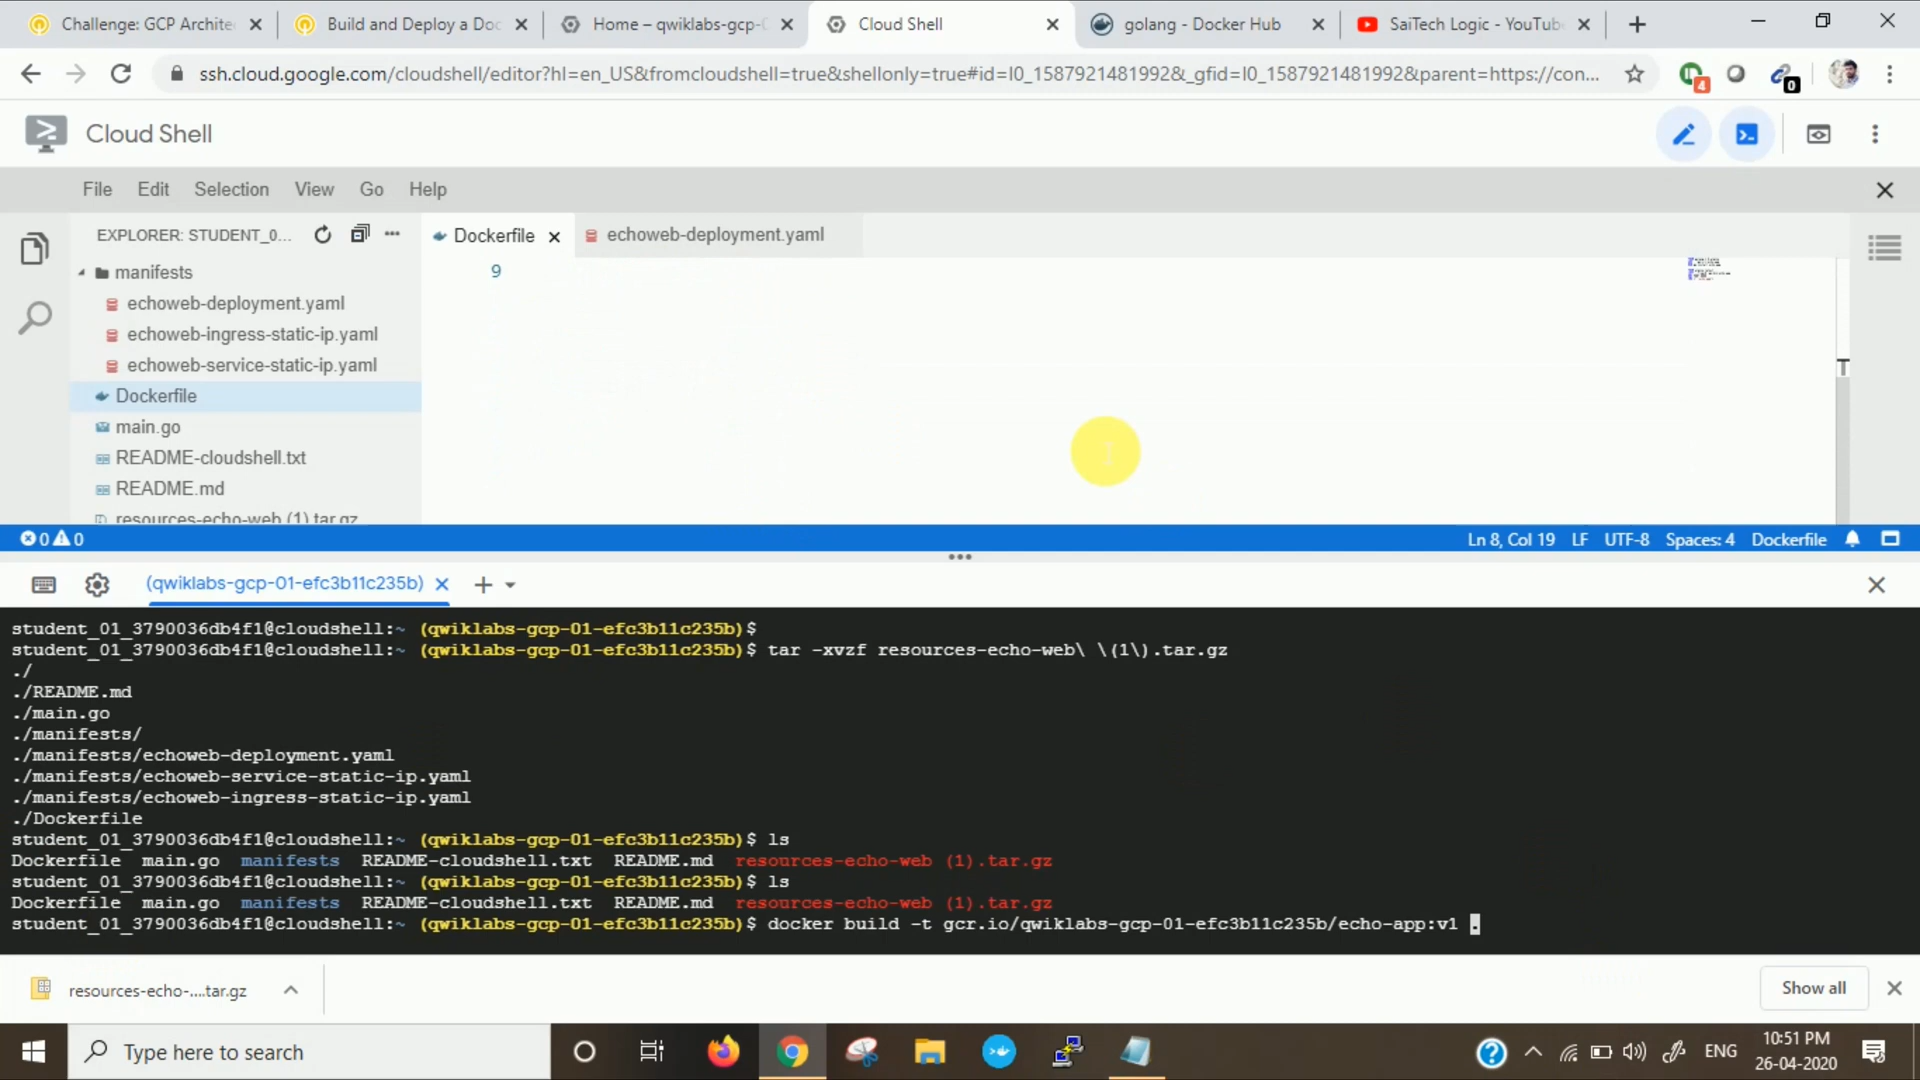 Challenge: GCP Archite
Build and Deploy a Doc
Home – qwiklabs-gcp-
Cloud Shell
golang - Docker Hub
SaiTech Logic - YouTub
ssh.cloud.google.com/cloudshell/editor?hl=en_US&fromcloudshell=true&shellonly=true#id=I0_1587921481992&_gfid=I0_1587921481992&parent=https://con...
4
0
Cloud Shell
File Edit Selection View Go Help
EXPLORER: STUDENT_0...
Dockerfile
echoweb-deployment.yaml
9
manifests
echoweb-deployment.yaml
echoweb-ingress-static-ip.yaml
echoweb-service-static-ip.yaml
Dockerfile
main.go
README-cloudshell.txt
README.md
resources-echo-web (1).tar.gz
0 0
Ln 8, Col 19 LF UTF-8 Spaces: 4 Dockerfile
(qwiklabs-gcp-01-efc3b11c235b)
student_01_3790036db4f1@cloudshell:~ (qwiklabs-gcp-01-efc3b11c235b)$
student_01_3790036db4f1@cloudshell:~ (qwiklabs-gcp-01-efc3b11c235b)$ tar -xvzf resources-echo-web\ \(1\).tar.gz
./
./README.md
./main.go
./manifests/
./manifests/echoweb-deployment.yaml
./manifests/echoweb-service-static-ip.yaml
./manifests/echoweb-ingress-static-ip.yaml
./Dockerfile
student_01_3790036db4f1@cloudshell:~ (qwiklabs-gcp-01-efc3b11c235b)$ ls
Dockerfile main.go manifests README-cloudshell.txt README.md resources-echo-web (1).tar.gz
student_01_3790036db4f1@cloudshell:~ (qwiklabs-gcp-01-efc3b11c235b)$ ls
Dockerfile main.go manifests README-cloudshell.txt README.md resources-echo-web (1).tar.gz
student_01_3790036db4f1@cloudshell:~ (qwiklabs-gcp-01-efc3b11c235b)$ docker build -t gcr.io/qwiklabs-gcp-01-efc3b11c235b/echo-app:v1 .
resources-echo-....tar.gz
Show all
Type here to search
ENG
10:51 PM
26-04-2020